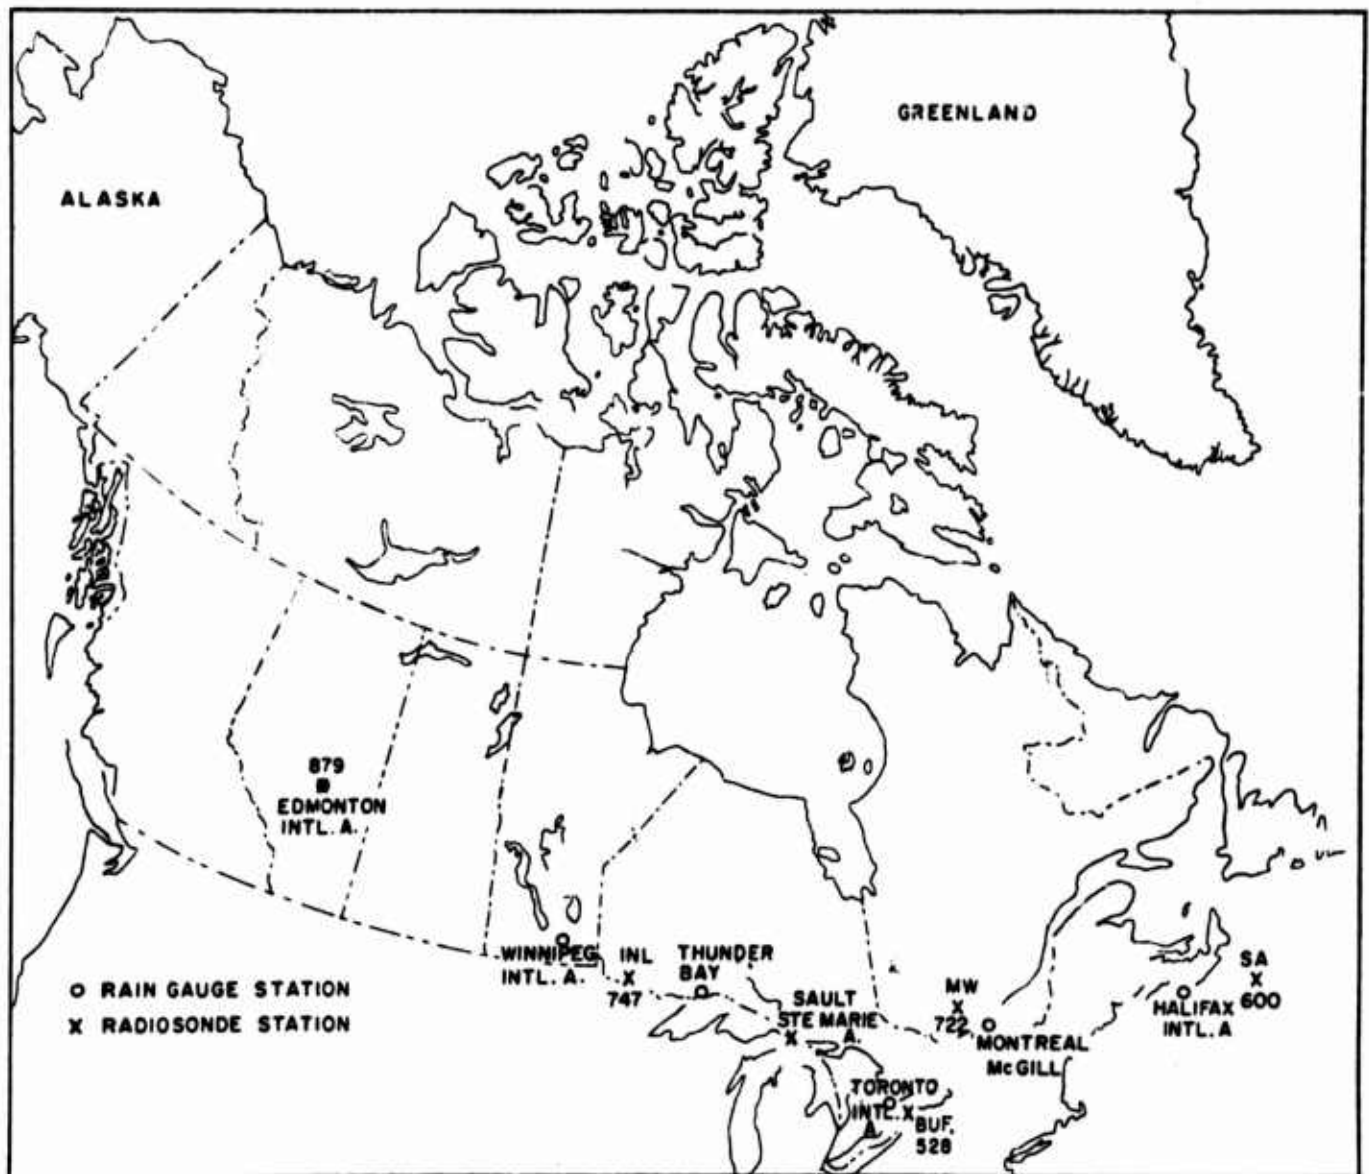 GREENLAND
ALASKA
879
EDMONTON
INTL. A.
WINNIPEG
INTL. A.
INL
X
747
THUNDER
BAY
SAULT
STE MARIE
X A.
MW
X
722
MONTREAL
McGILL
SA
X
600
HALIFAX
INTL. A
TORONTO
INTL. X
A
BUF.
528
O RAIN GAUGE STATION
X RADIOSONDE STATION